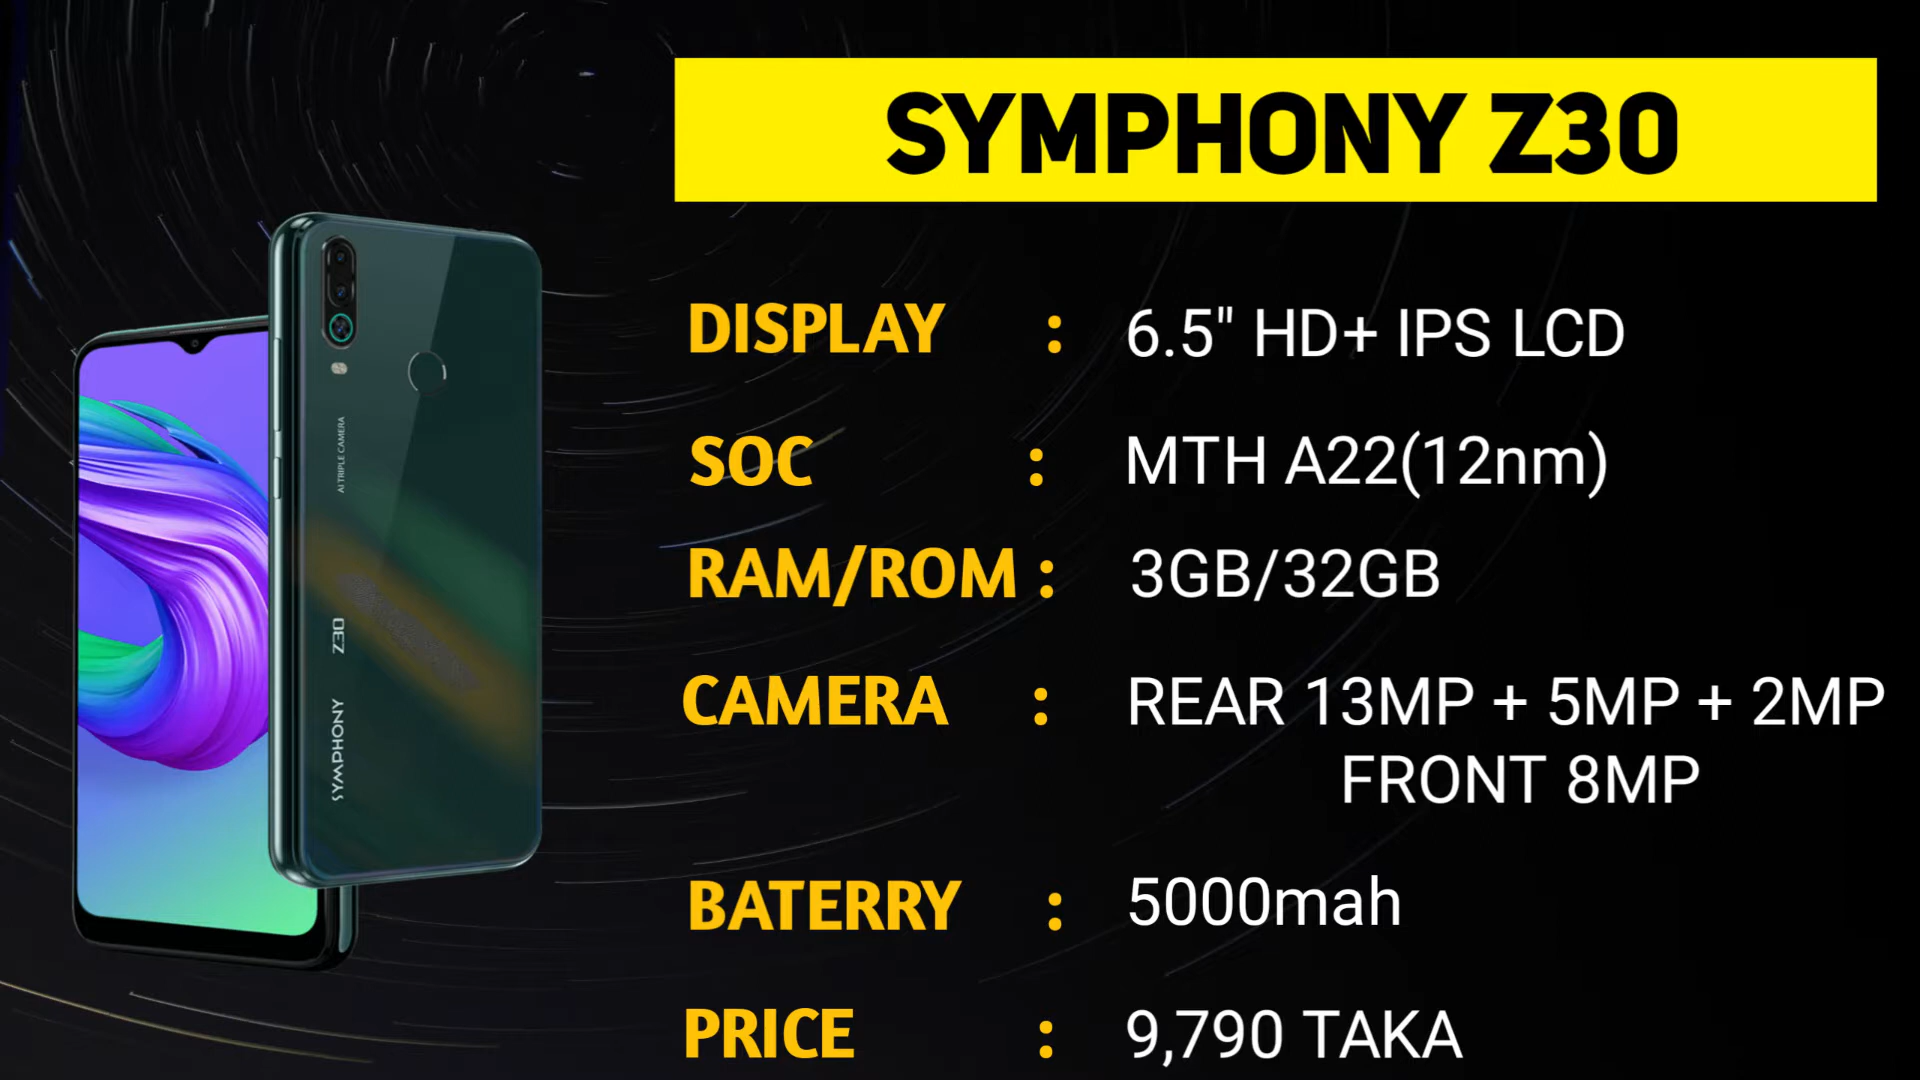 SYMPHONY Z30
DISPLAY : 6.5" HD+ IPS LCD
SOC : MTH A22(12nm)
RAM/ROM : 3GB/32GB
CAMERA : REAR 13MP + 5MP + 2MP
FRONT 8MP
BATERRY : 5000mah
PRICE : 9,790 TAKA
AI TRIPLE CAMERA
SYMPHONY Z30